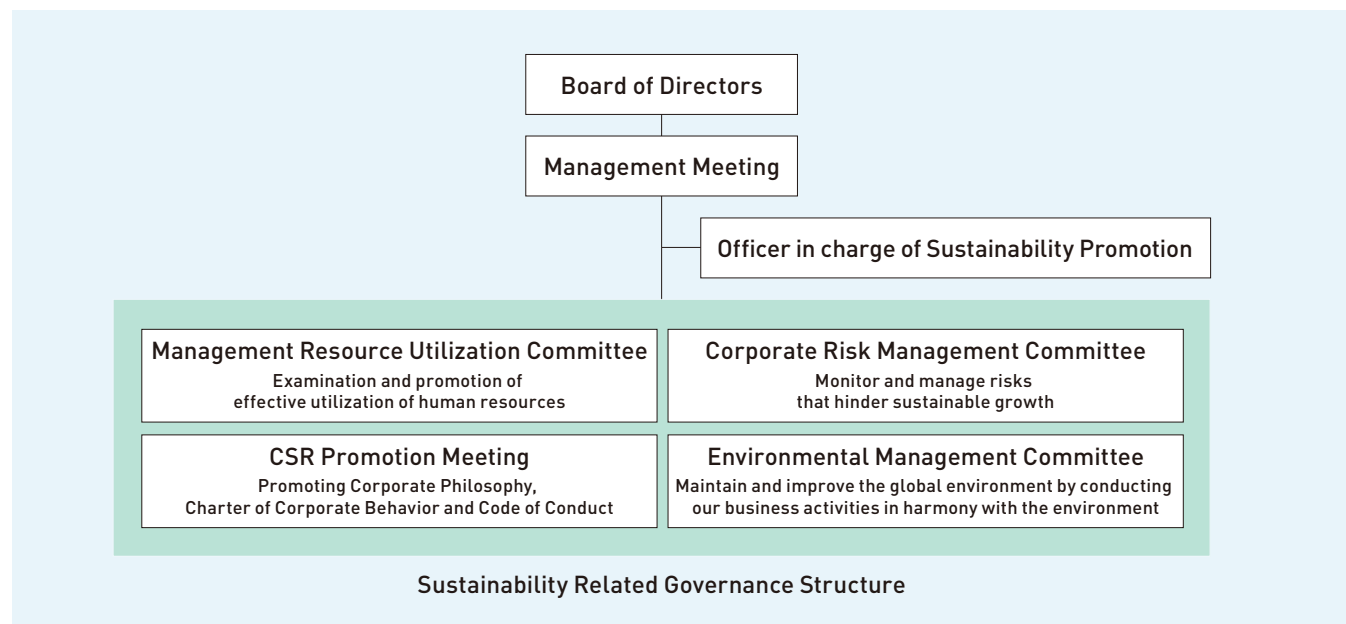 Board of Directors
Management Meeting
Officer in charge of Sustainability Promotion
Management Resource Utilization Committee
Examination and promotion of
effective utilization of human resources
Corporate Risk Management Committee
Monitor and manage risks
that hinder sustainable growth
CSR Promotion Meeting
Promoting Corporate Philosophy,
Charter of Corporate Behavior and Code of Conduct
Environmental Management Committee
Maintain and improve the global environment by conducting
our business activities in harmony with the environment
Sustainability Related Governance Structure